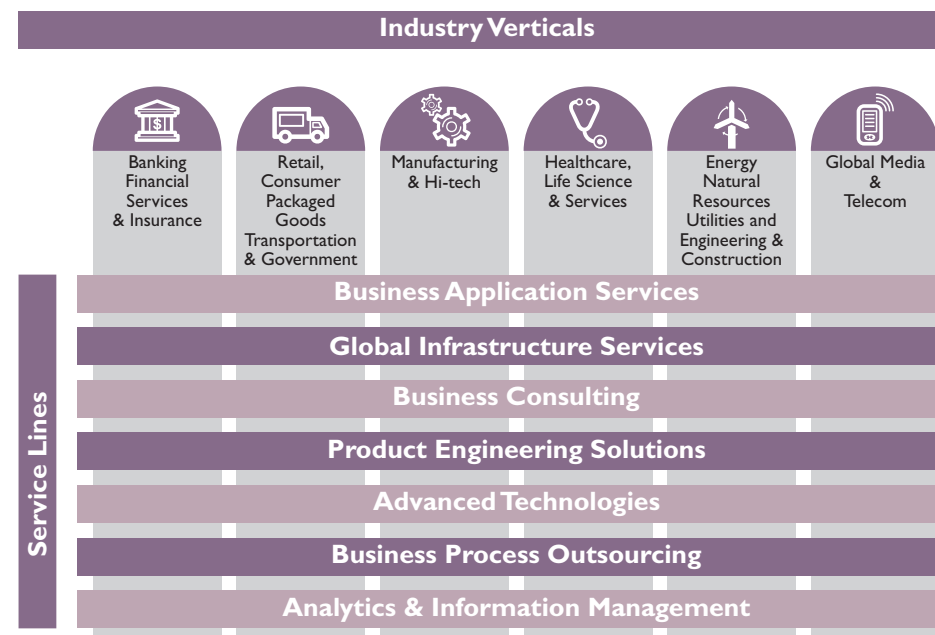 Industry Verticals
Banking
Financial
Services
& Insurance
Retail,
Consumer
Packaged
Goods
Transportation
& Government
Manufacturing
& Hi-tech
Healthcare,
Life Science
& Services
Energy
Natural
Resources
Utilities and
Engineering &
Construction
Global Media
&
Telecom
Service Lines
Business Application Services
Global Infrastructure Services
Business Consulting
Product Engineering Solutions
Advanced Technologies
Business Process Outsourcing
Analytics & Information Management